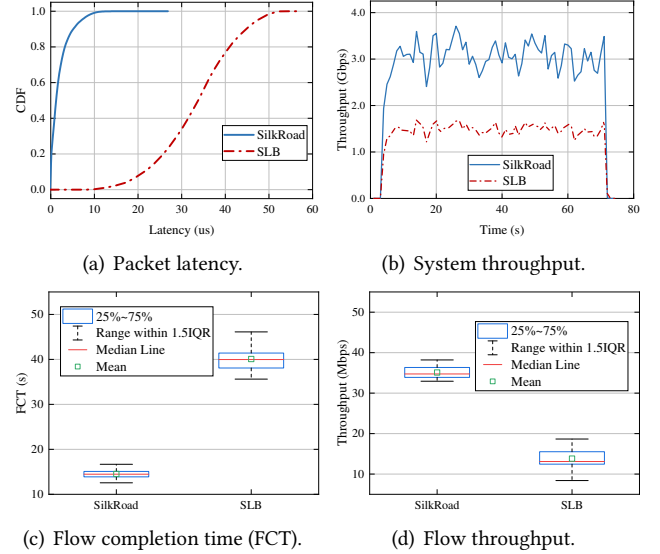 1.0
0.8
0.6
0.4
0.2
0.0
CDF
SilkRoad
SLB
0 10 20 30 40 50 60
Latency (us)
(a) Packet latency.
4.0
3.0
2.0
1.0
0.0
Throughput (Gbps)
SilkRoad
SLB
0 20 40 60 80
Time (s)
(b) System throughput.
50
40
30
20
10
FCT (s)
25%~75%
Range within 1.5IQR
Median Line
Mean
SilkRoad SLB
(c) Flow completion time (FCT).
50
40
30
20
10
Throughput (Mbps)
25%~75%
Range within 1.5IQR
Median Line
Mean
SilkRoad SLB
(d) Flow throughput.